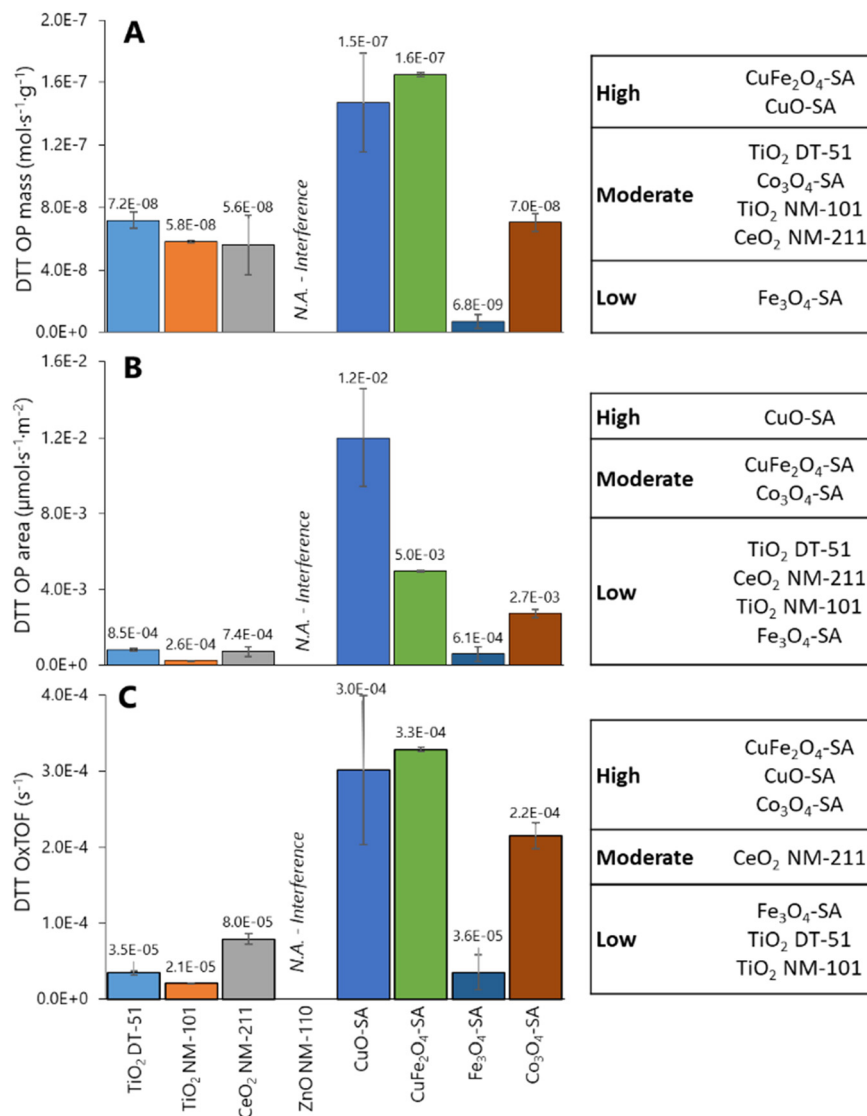 A
DTT OP mass (mol·s⁻¹·g⁻¹)
2.0E-7
1.6E-7
1.2E-7
8.0E-8
4.0E-8
0.0E+0
7.2E-08
5.8E-08
5.6E-08
N.A. - Interference
1.5E-07
1.6E-07
6.8E-09
7.0E-08
High
CuFe₂O₄-SA
CuO-SA
Moderate
TiO₂ DT-51
Co₃O₄-SA
TiO₂ NM-101
CeO₂ NM-211
Low
Fe₃O₄-SA
B
DTT OP area (µmol·s⁻¹·m⁻²)
1.6E-2
1.2E-2
8.0E-3
4.0E-3
0.0E+0
8.5E-04
2.6E-04
7.4E-04
N.A. - Interference
1.2E-02
5.0E-03
6.1E-04
2.7E-03
High
CuO-SA
Moderate
CuFe₂O₄-SA
Co₃O₄-SA
Low
TiO₂ DT-51
CeO₂ NM-211
TiO₂ NM-101
Fe₃O₄-SA
C
DTT OxTOF (s⁻¹)
4.0E-4
3.0E-4
2.0E-4
1.0E-4
0.0E+0
3.5E-05
2.1E-05
8.0E-05
N.A. - Interference
3.0E-04
3.3E-04
3.6E-05
2.2E-04
High
CuFe₂O₄-SA
CuO-SA
Co₃O₄-SA
Moderate
CeO₂ NM-211
Low
Fe₃O₄-SA
TiO₂ DT-51
TiO₂ NM-101
TiO₂ DT-51
TiO₂ NM-101
CeO₂ NM-211
ZnO NM-110
CuO-SA
CuFe₂O₄-SA
Fe₃O₄-SA
Co₃O₄-SA